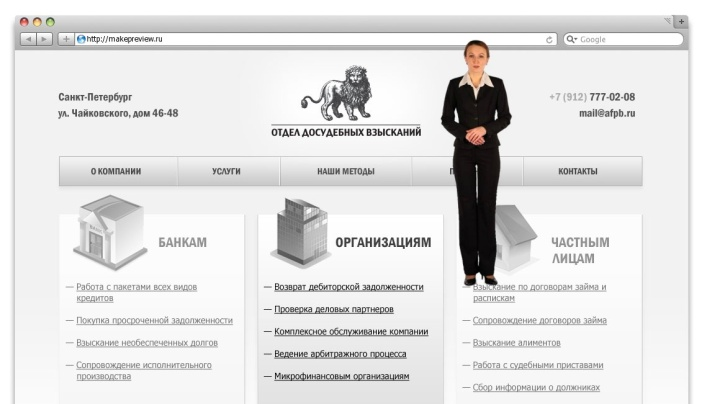 http://makepreview.ru
Google
Санкт-Петербург
ул. Чайковского, дом 46-48
ОТДЕЛ ДОСУДЕБНЫХ ВЗЫСКАНИЙ
+7 (912) 777-02-08
mail@afpb.ru
О КОМПАНИИ
УСЛУГИ
НАШИ МЕТОДЫ
КОНТАКТЫ
БАНКАМ
— Работа с пакетами всех видов
кредитов
— Покупка просроченной задолженности
— Взыскание необеспеченных долгов
— Сопровождение исполнительного
производства
ОРГАНИЗАЦИЯМ
— Возврат дебиторской задолженности
— Проверка деловых партнеров
— Комплексное обслуживание компании
— Ведение арбитражного процесса
— Микрофинансовым организациям
ЧАСТНЫМ
ЛИЦАМ
— Взыскание по договорам займа и
распискам
— Сопровождение договоров займа
— Взыскание алиментов
— Работа с судебными приставами
— Сбор информации о должниках